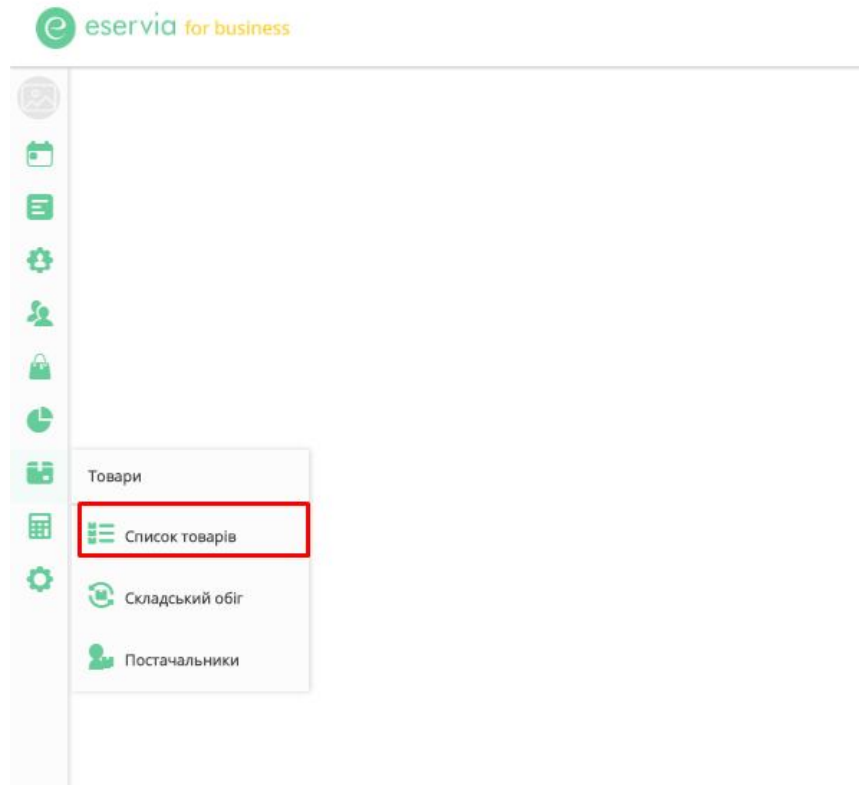 eservia for business
Товари
Список товарів
Складський обіг
Постачальники